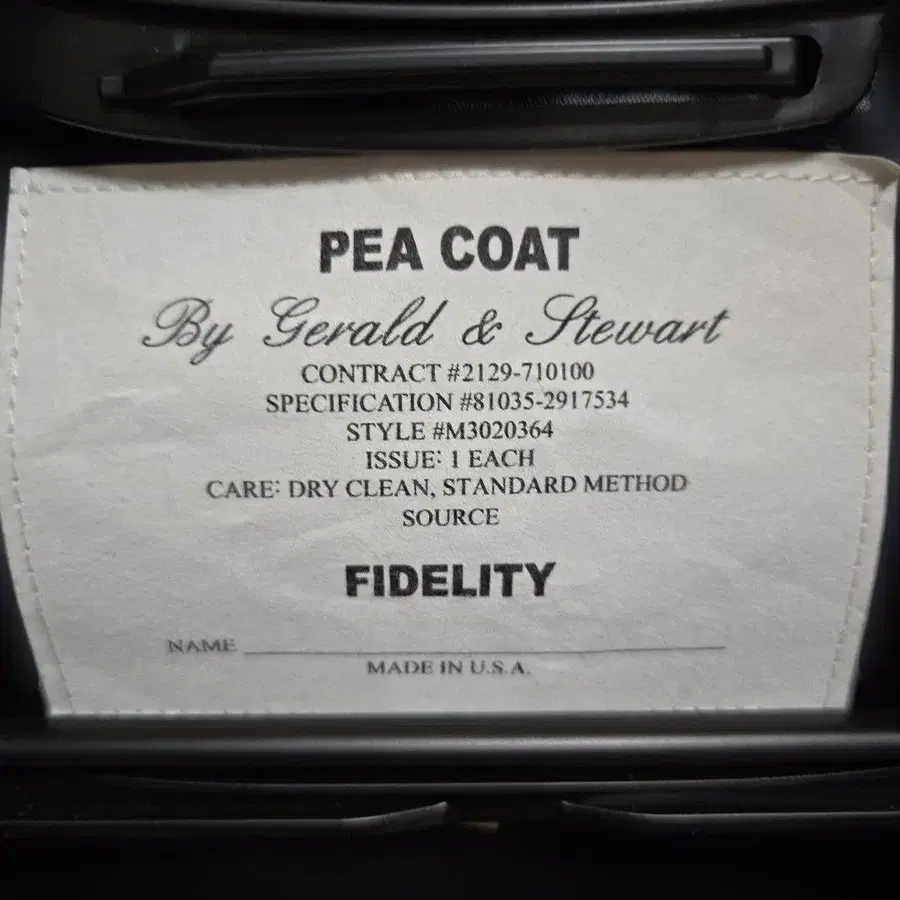 PEA COAT
By Gerald & Stewart
CONTRACT #2129-710100
SPECIFICATION #81035-2917534
STYLE #M3020364
ISSUE: 1 EACH
CARE: DRY CLEAN, STANDARD METHOD
SOURCE
FIDELITY
NAME
MADE IN U.S.A.